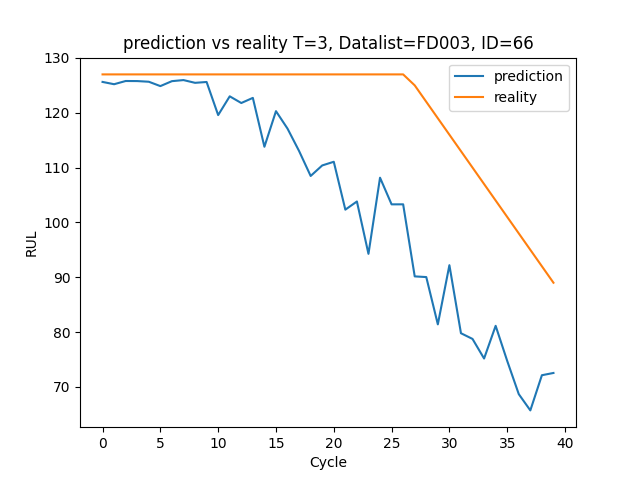 prediction vs reality T=3, Datalist=FD003, ID=66
prediction
reality
130
120
110
100
90
80
70
RUL
0 5 10 15 20 25 30 35 40
Cycle